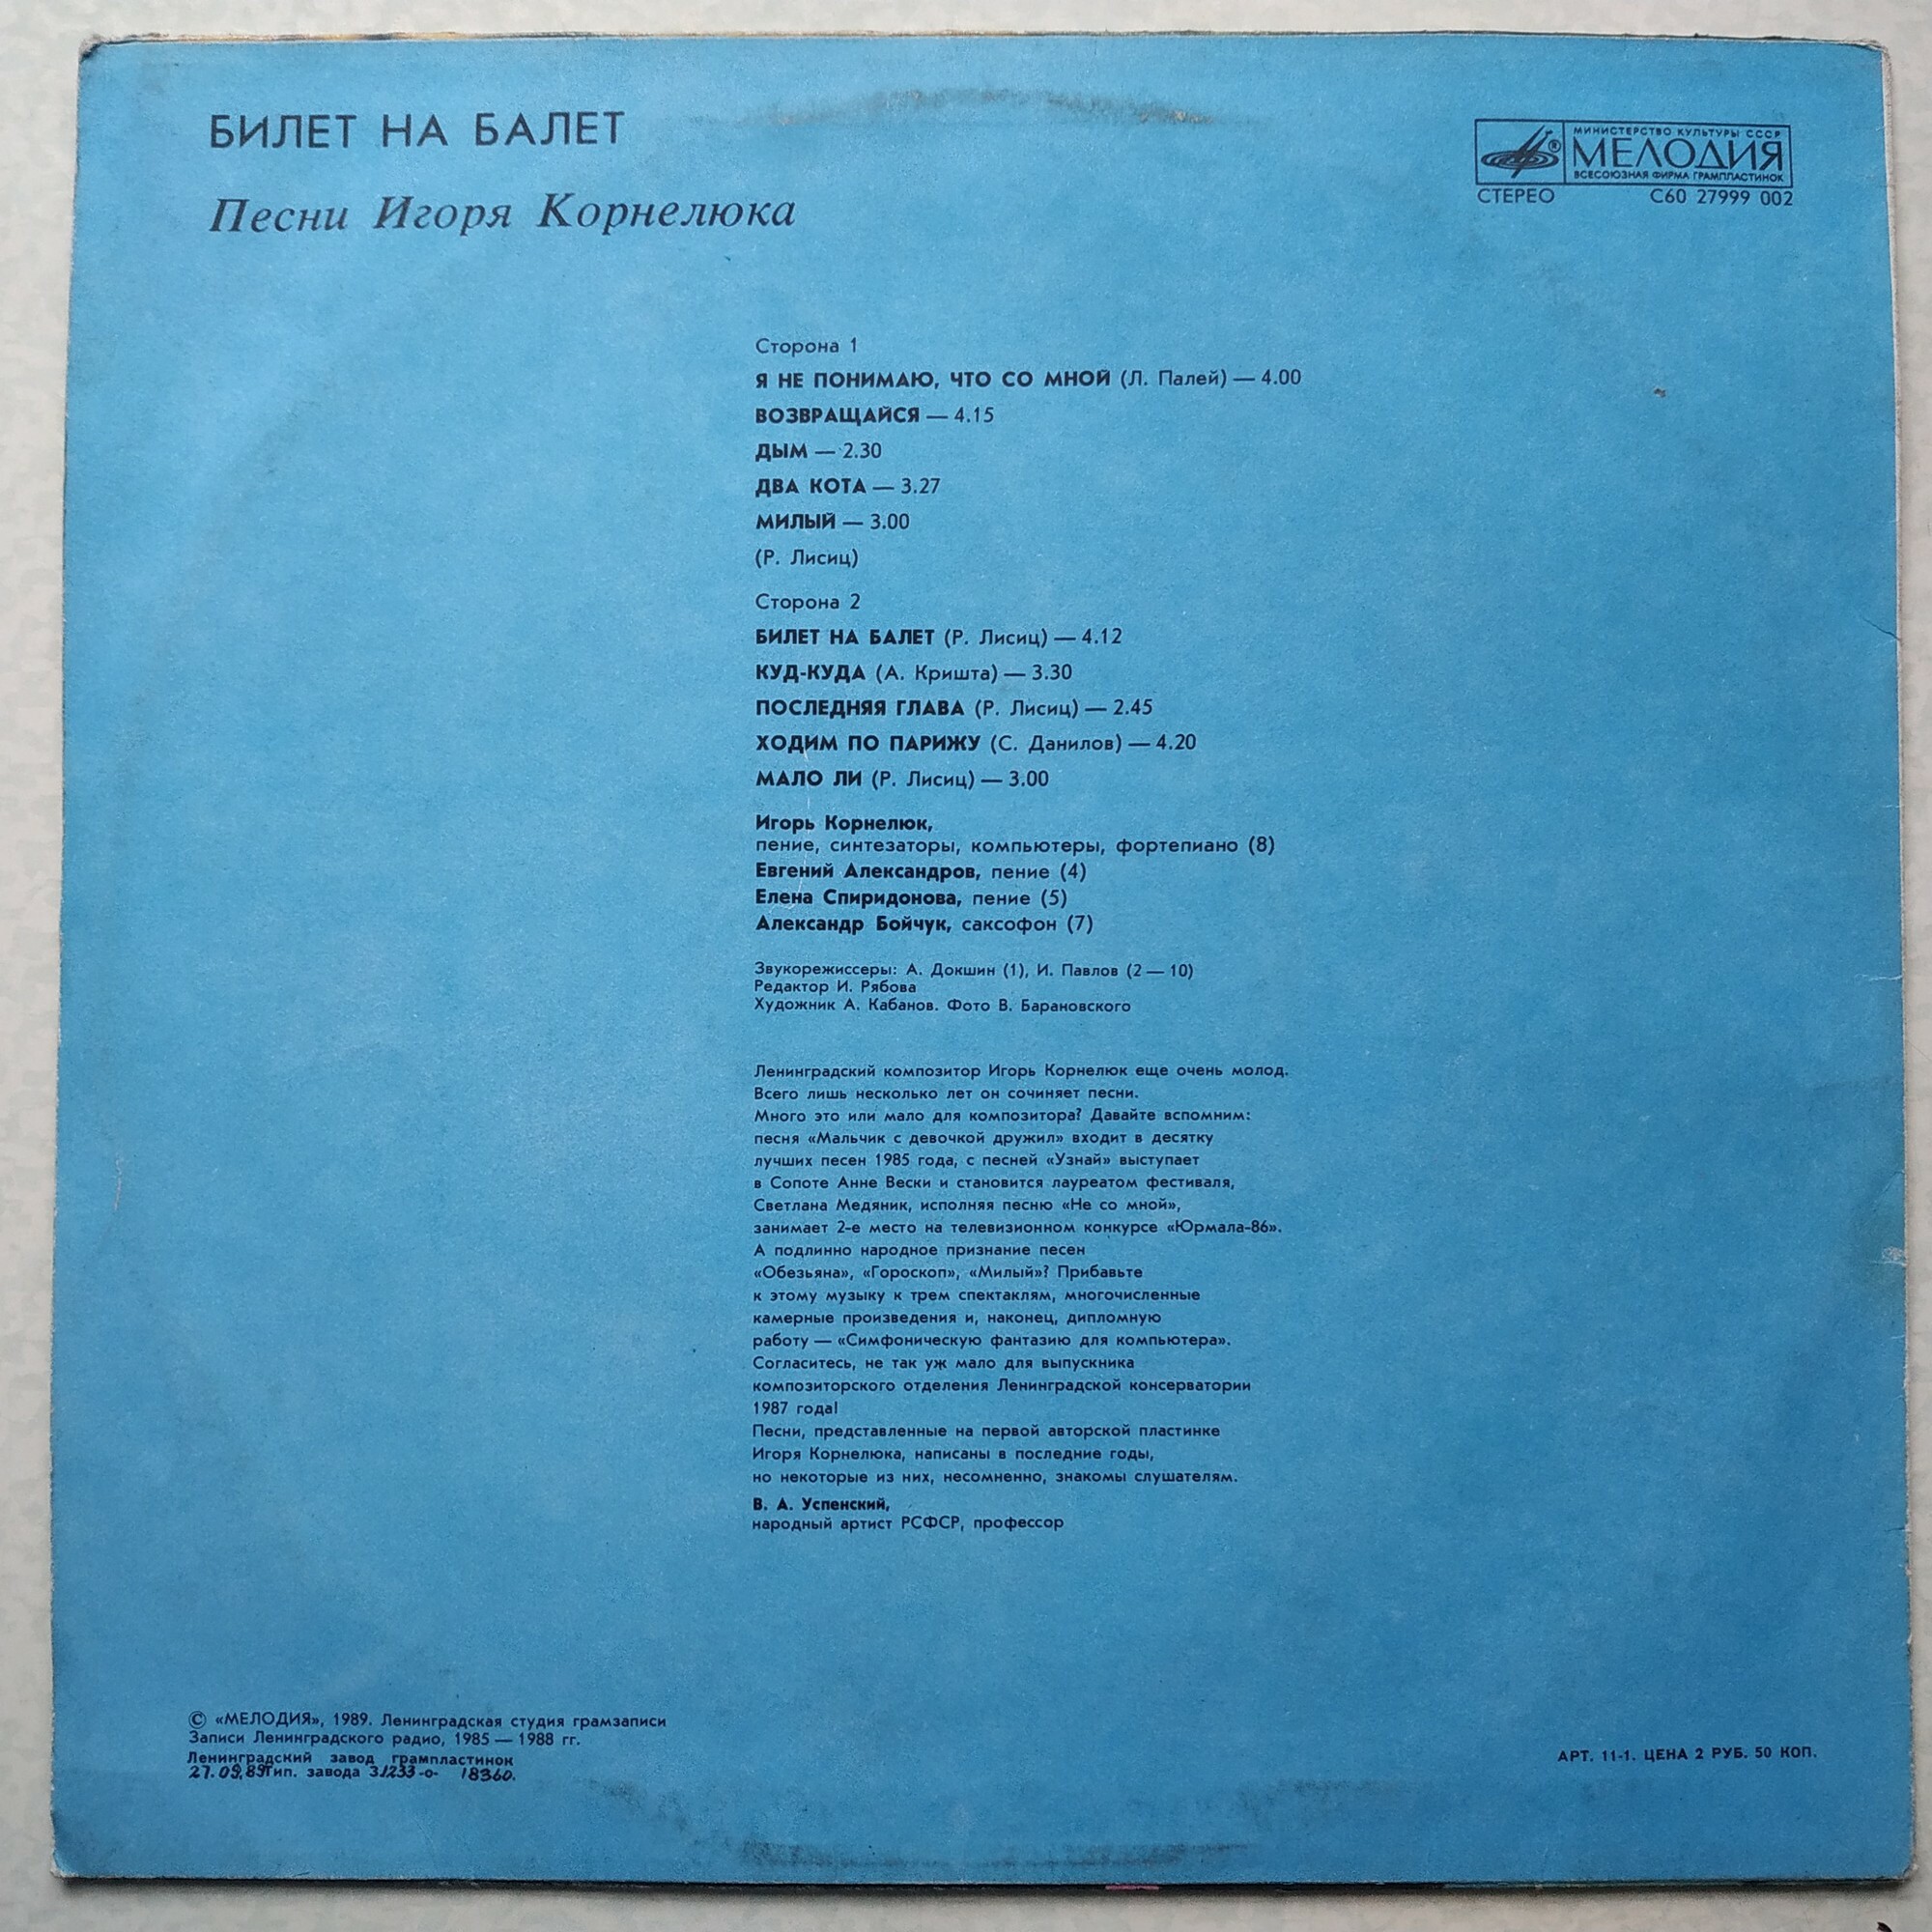 БИЛЕТ НА БАЛЕТ
Песни Игоря Корнелюка
МИНИСТЕРСТВО КУЛЬТУРЫ СССР
® МЕЛОДИЯ
ВСЕСОЮЗНАЯ ФИРМА ГРАМПЛАСТИНОК
СТЕРЕО С60 27999 002
Сторона 1
Я НЕ ПОНИМАЮ, ЧТО СО МНОЙ (Л. Палей) — 4.00
ВОЗВРАЩАЙСЯ — 4.15
ДЫМ — 2.30
ДВА КОТА — 3.27
МИЛЫЙ — 3.00
(Р. Лисиц)
Сторона 2
БИЛЕТ НА БАЛЕТ (Р. Лисиц) — 4.12
КУД-КУДА (А. Кришта) — 3.30
ПОСЛЕДНЯЯ ГЛАВА (Р. Лисиц) — 2.45
ХОДИМ ПО ПАРИЖУ (С. Данилов) — 4.20
МАЛО ЛИ (Р. Лисиц) — 3.00
Игорь Корнелюк,
пение, синтезаторы, компьютеры, фортепиано (8)
Евгений Александров, пение (4)
Елена Спиридонова, пение (5)
Александр Бойчук, саксофон (7)
Звукорежиссеры: А. Докшин (1), И. Павлов (2 — 10)
Редактор И. Рябова
Художник А. Кабанов. Фото В. Барановского
Ленинградский композитор Игорь Корнелюк еще очень молод.
Всего лишь несколько лет он сочиняет песни.
Много это или мало для композитора? Давайте вспомним:
песня «Мальчик с девочкой дружил» входит в десятку
лучших песен 1985 года, с песней «Узнай» выступает
в Сопоте Анне Вески и становится лауреатом фестиваля,
Светлана Медяник, исполняя песню «Не со мной»,
занимает 2-е место на телевизионном конкурсе «Юрмала-86».
А подлинно народное признание песен
«Обезьяна», «Гороскоп», «Милый»? Прибавьте
к этому музыку к трем спектаклям, многочисленные
камерные произведения и, наконец, дипломную
работу — «Симфоническую фантазию для компьютера».
Согласитесь, не так уж мало для выпускника
композиторского отделения Ленинградской консерватории
1987 года!
Песни, представленные на первой авторской пластинке
Игоря Корнелюка, написаны в последние годы,
но некоторые из них, несомненно, знакомы слушателям.
В. А. Успенский,
народный артист РСФСР, профессор
© «МЕЛОДИЯ», 1989. Ленинградская студия грамзаписи
Записи Ленинградского радио, 1985 — 1988 гг.
Ленинградский завод грампластинок
27.09.89 Тип. завода З1233-о- 18360.
АРТ. 11-1. ЦЕНА 2 РУБ. 50 КОП.